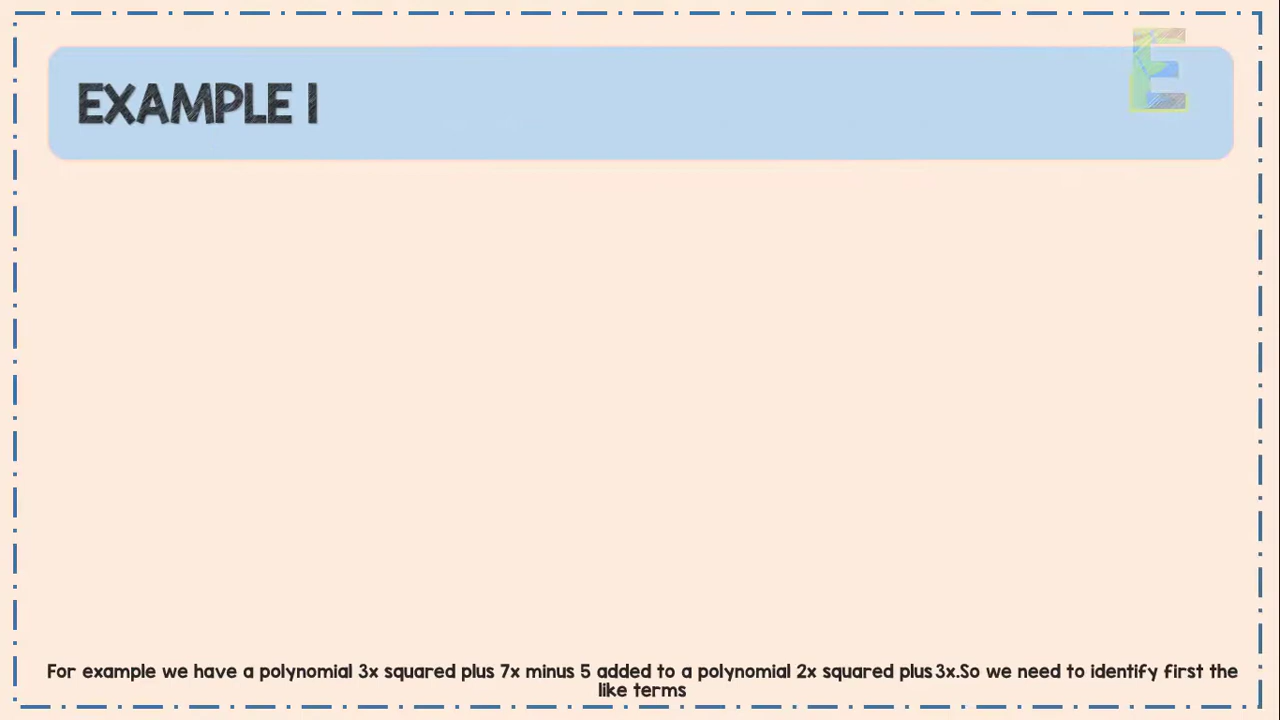 EXAMPLE 1
E
For example we have a polynomial 3x squared plus 7x minus 5 added to a polynomial 2x squared plus 3x.So we need to identify first the
like terms